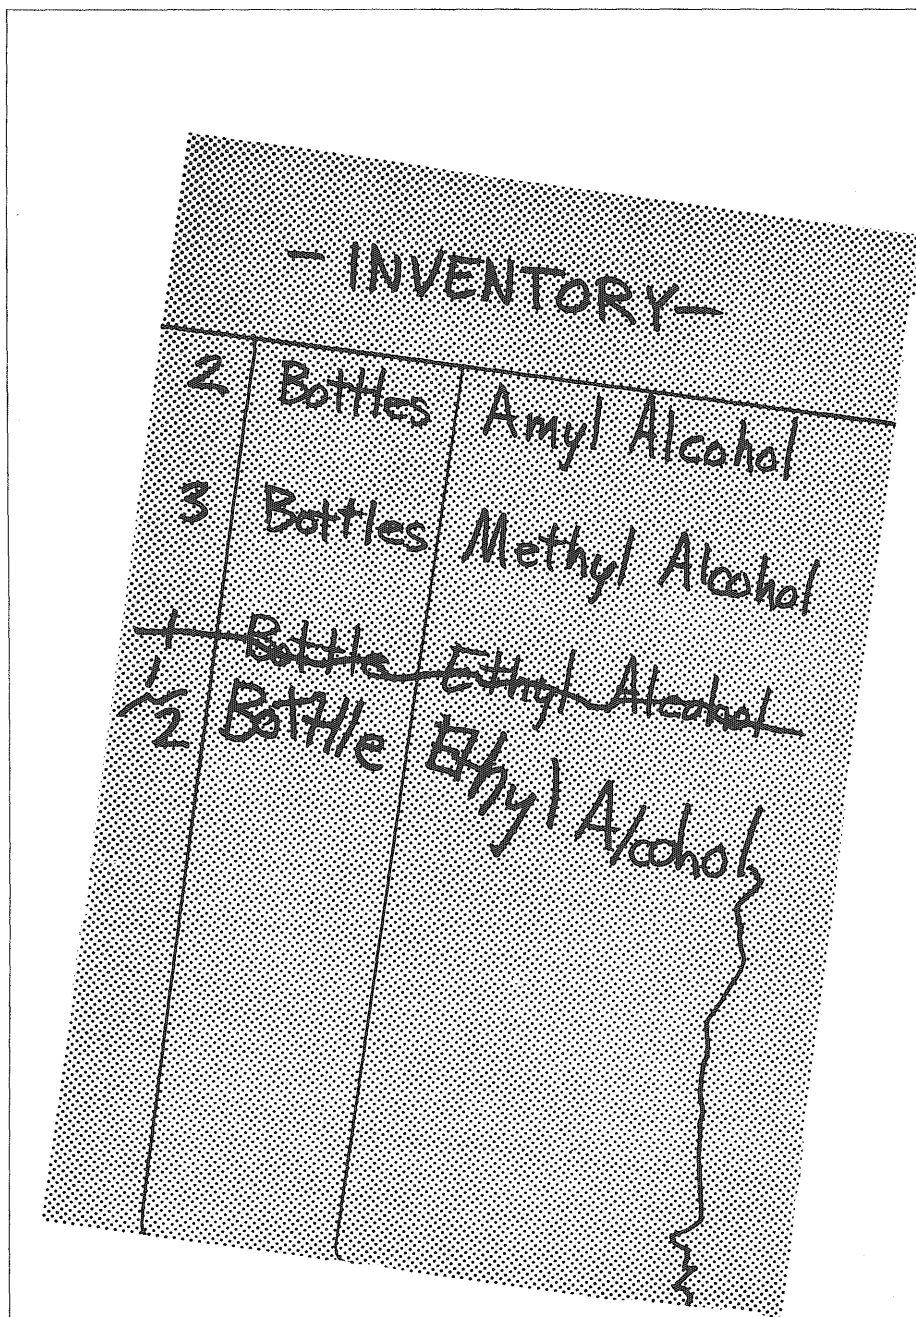 - INVENTORY -
2 Bottles Amyl Alcohol
3 Bottles Methyl Alcohol
1 Bottle Ethyl Alcohol
1/2 Bottle Ethyl Alcohol